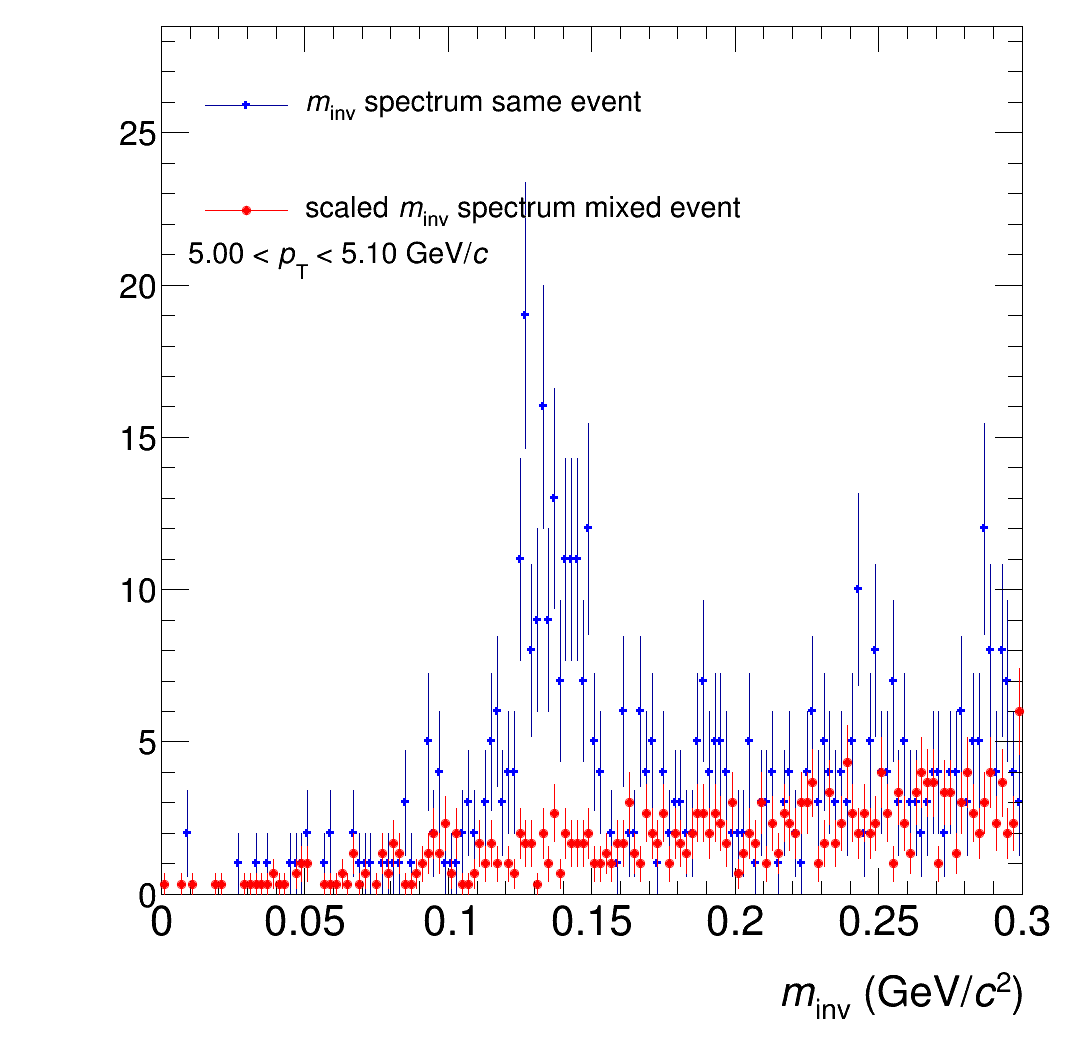 m_inv spectrum same event
25
scaled m_inv spectrum mixed event
5.00 < p_T < 5.10 GeV/c
20
15
10
5
0
0 0.05 0.1 0.15 0.2 0.25 0.3
m_inv (GeV/c²)